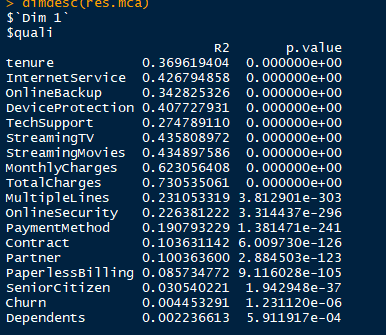 > dimdesc(res.mca)
$`Dim 1`
$quali
R2 p.value
tenure 0.369619404 0.000000e+00
InternetService 0.426794858 0.000000e+00
OnlineBackup 0.342825326 0.000000e+00
DeviceProtection 0.407727931 0.000000e+00
TechSupport 0.274789110 0.000000e+00
StreamingTV 0.435808972 0.000000e+00
StreamingMovies 0.434897586 0.000000e+00
MonthlyCharges 0.623056408 0.000000e+00
TotalCharges 0.730535061 0.000000e+00
MultipleLines 0.231053319 3.812901e-303
OnlineSecurity 0.226381222 3.314437e-296
PaymentMethod 0.190793229 1.381471e-241
Contract 0.103631142 6.009730e-126
Partner 0.100363600 2.884503e-123
PaperlessBilling 0.085734772 9.116028e-105
SeniorCitizen 0.030540221 1.942948e-37
Churn 0.004453291 1.231120e-06
Dependents 0.002236613 5.911917e-04